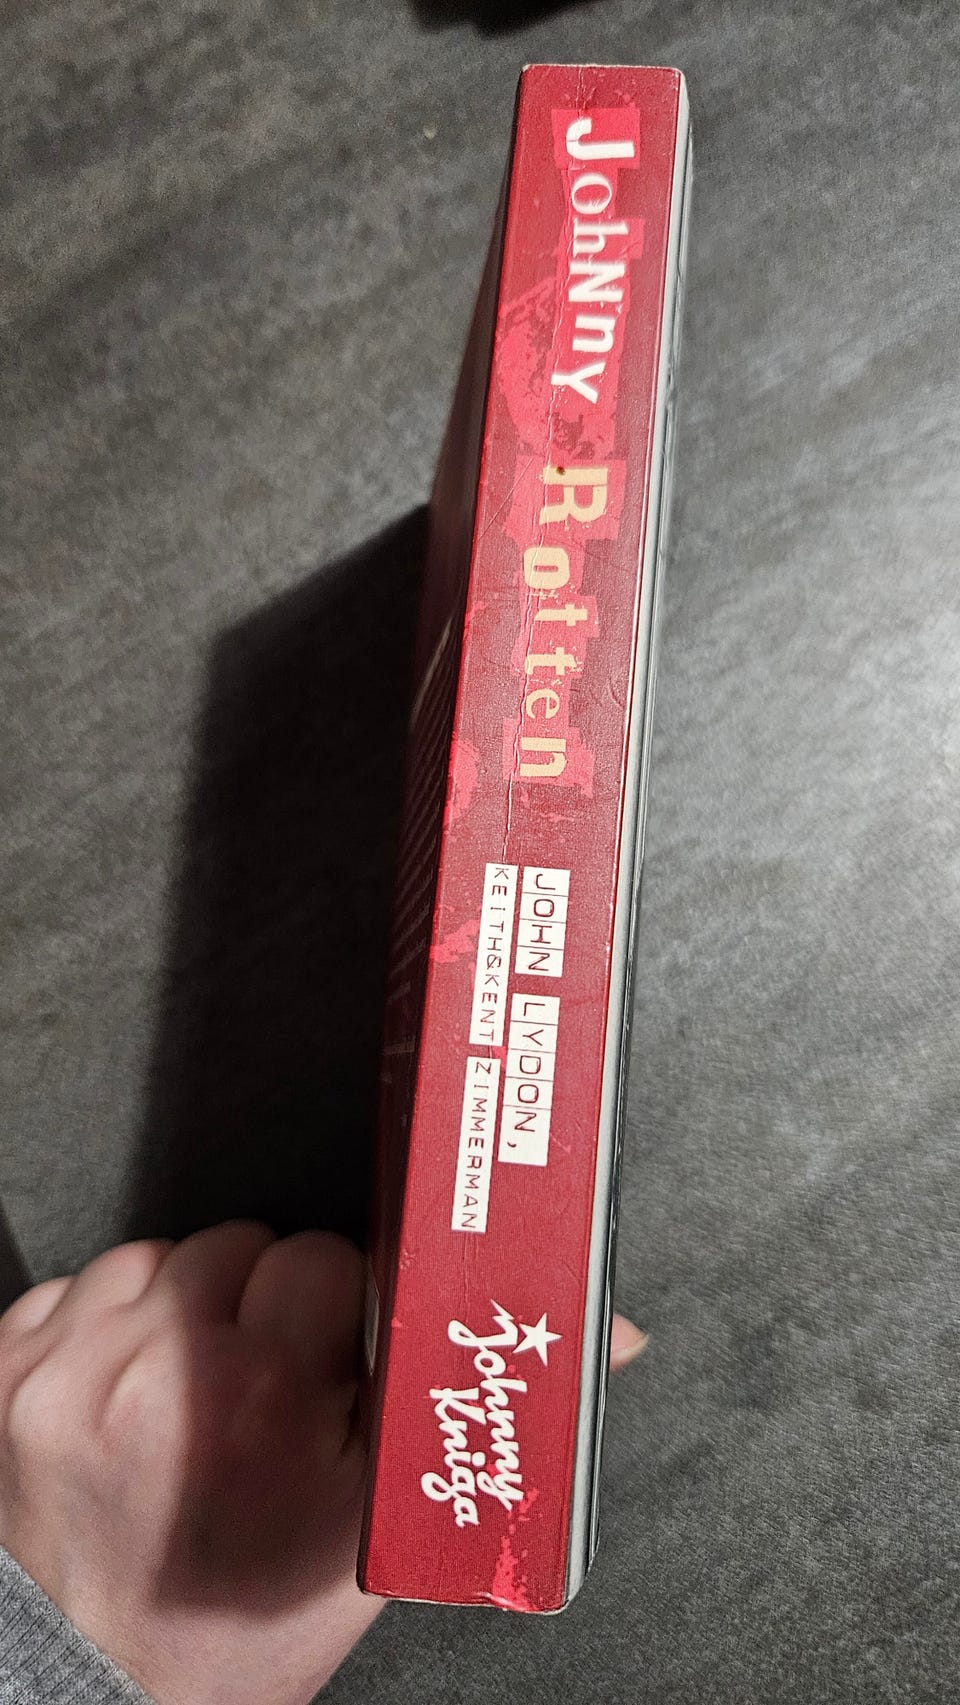 JohNny Rotten
JOHN LYDON,
KEITH&KENT ZIMMERMAN
Johnny
Kniga